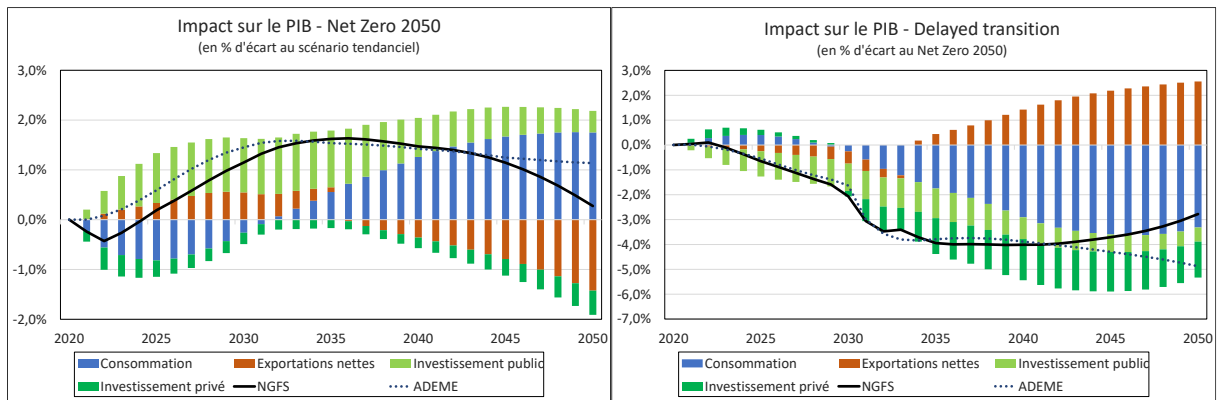 Impact sur le PIB - Net Zero 2050
(en % d'écart au scénario tendanciel)
3,0%
2,0%
1,0%
0,0%
-1,0%
-2,0%
2020 2025 2030 2035 2040 2045 2050
Consommation Exportations nettes Investissement public
Investissement privé NGFS ADEME
Impact sur le PIB - Delayed transition
(en % d'écart au Net Zero 2050)
3,0%
2,0%
1,0%
0,0%
-1,0%
-2,0%
-3,0%
-4,0%
-5,0%
-6,0%
-7,0%
2020 2025 2030 2035 2040 2045 2050
Consommation Exportations nettes Investissement public
Investissement privé NGFS ADEME